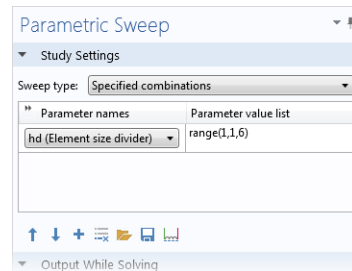 Parametric Sweep
Study Settings
Sweep type: Specified combinations
Parameter names Parameter value list
hd (Element size divider) range(1,1,6)
Output While Solving